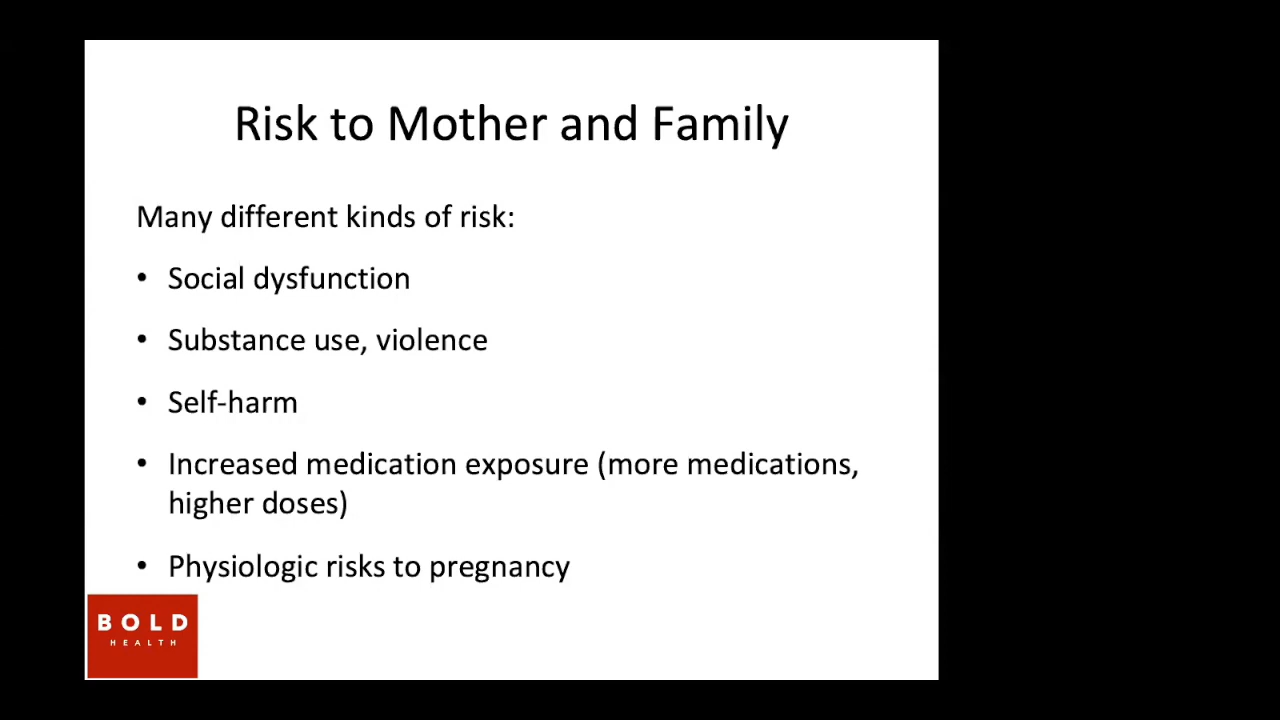 Risk to Mother and Family
Many different kinds of risk:
• Social dysfunction
• Substance use, violence
• Self-harm
• Increased medication exposure (more medications,
higher doses)
• Physiologic risks to pregnancy
BOLD
HEALTH